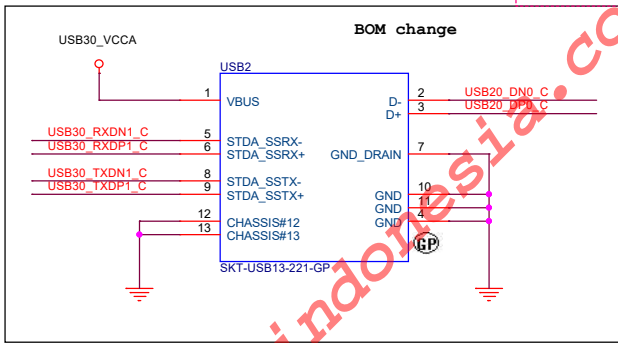 BOM change
USB30_VCCA
USB2
1 VBUS
D- 2 USB20_DN0_C
D+ 3 USB20_DP0_C
USB30_RXDN1_C 5 STDA_SSRX-
USB30_RXDP1_C 6 STDA_SSRX+
GND_DRAIN 7
USB30_TXDN1_C 8 STDA_SSTX-
USB30_TXDP1_C 9 STDA_SSTX+
GND 10
GND 11
GND 4
12 CHASSIS#12
13 CHASSIS#13
GP
SKT-USB13-221-GP
indonesia.co